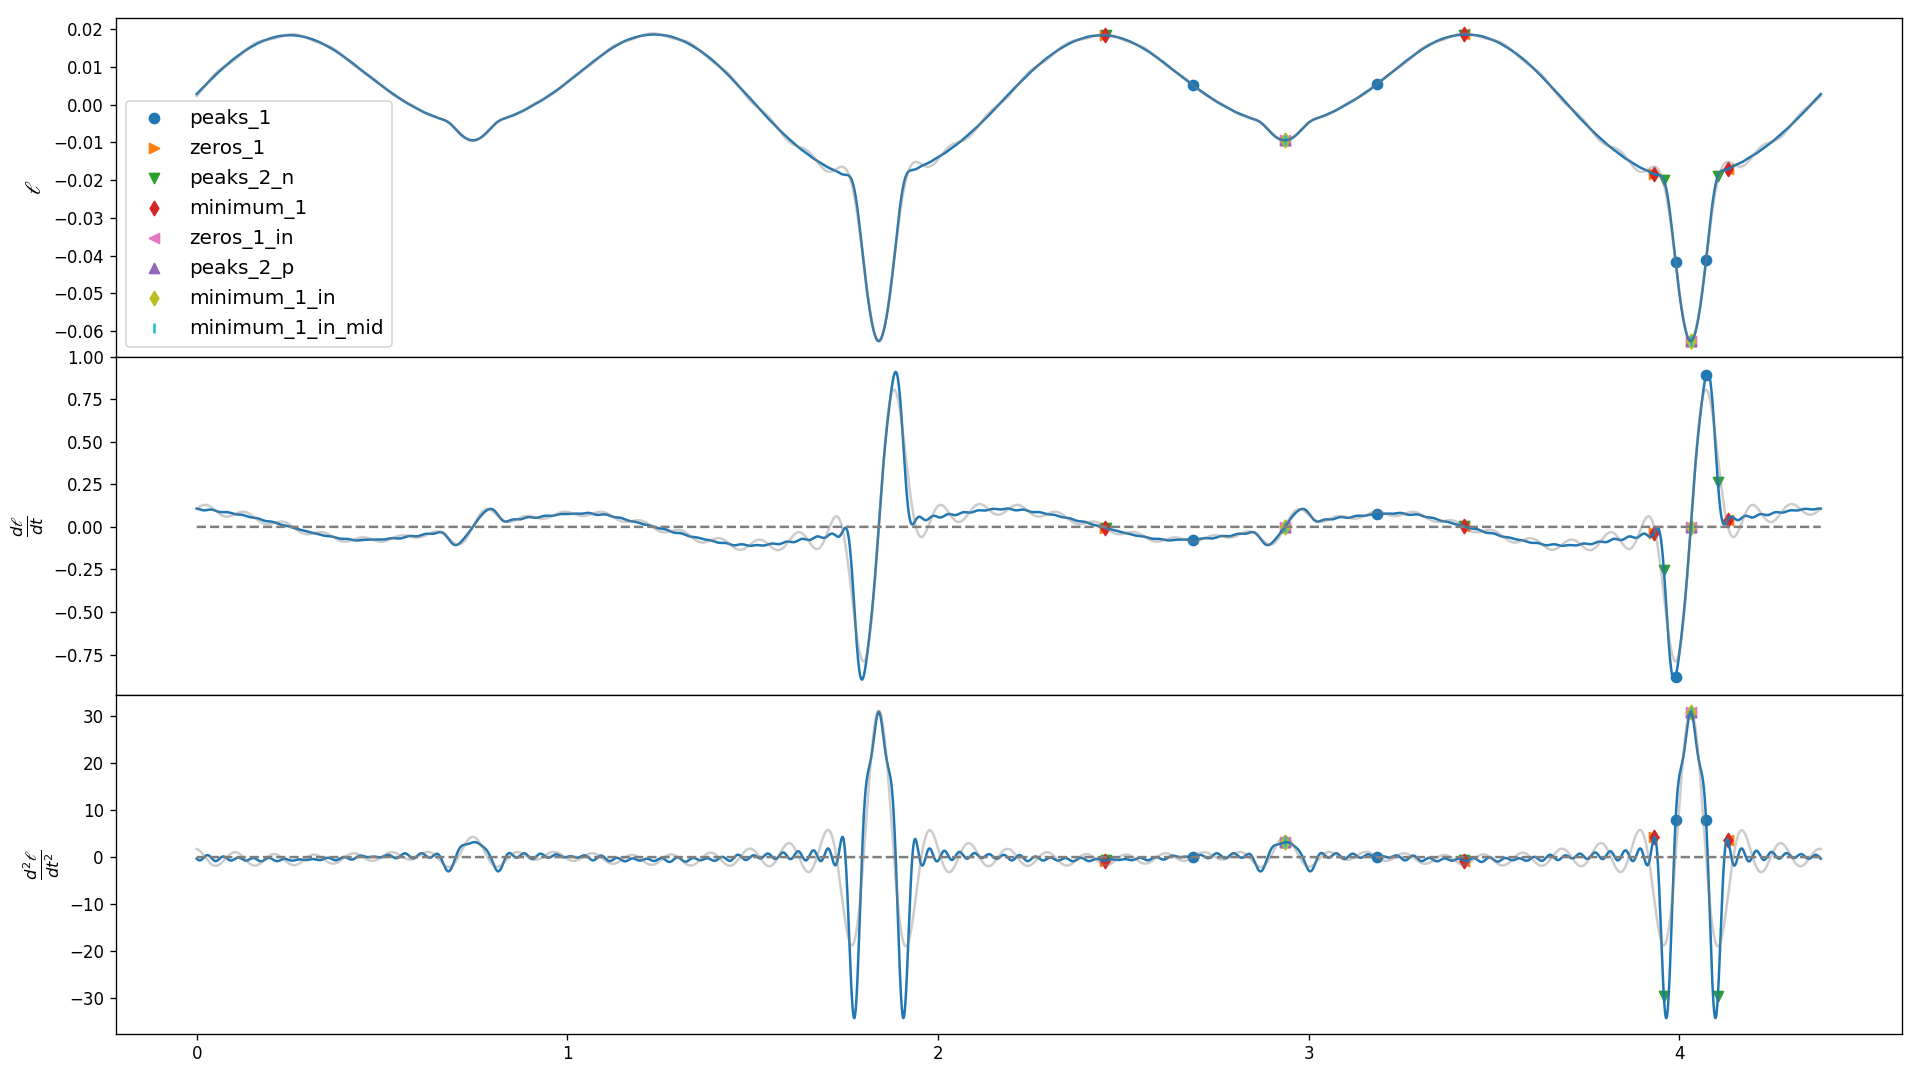 0.02
0.01
0.00
−0.01
−0.02
−0.03
−0.04
−0.05
−0.06
ℓ
peaks_1
zeros_1
peaks_2_n
minimum_1
zeros_1_in
peaks_2_p
minimum_1_in
minimum_1_in_mid
1.00
0.75
0.50
0.25
0.00
−0.25
−0.50
−0.75
dℓ
dt
30
20
10
0
−10
−20
−30
d²ℓ
dt²
0 1 2 3 4